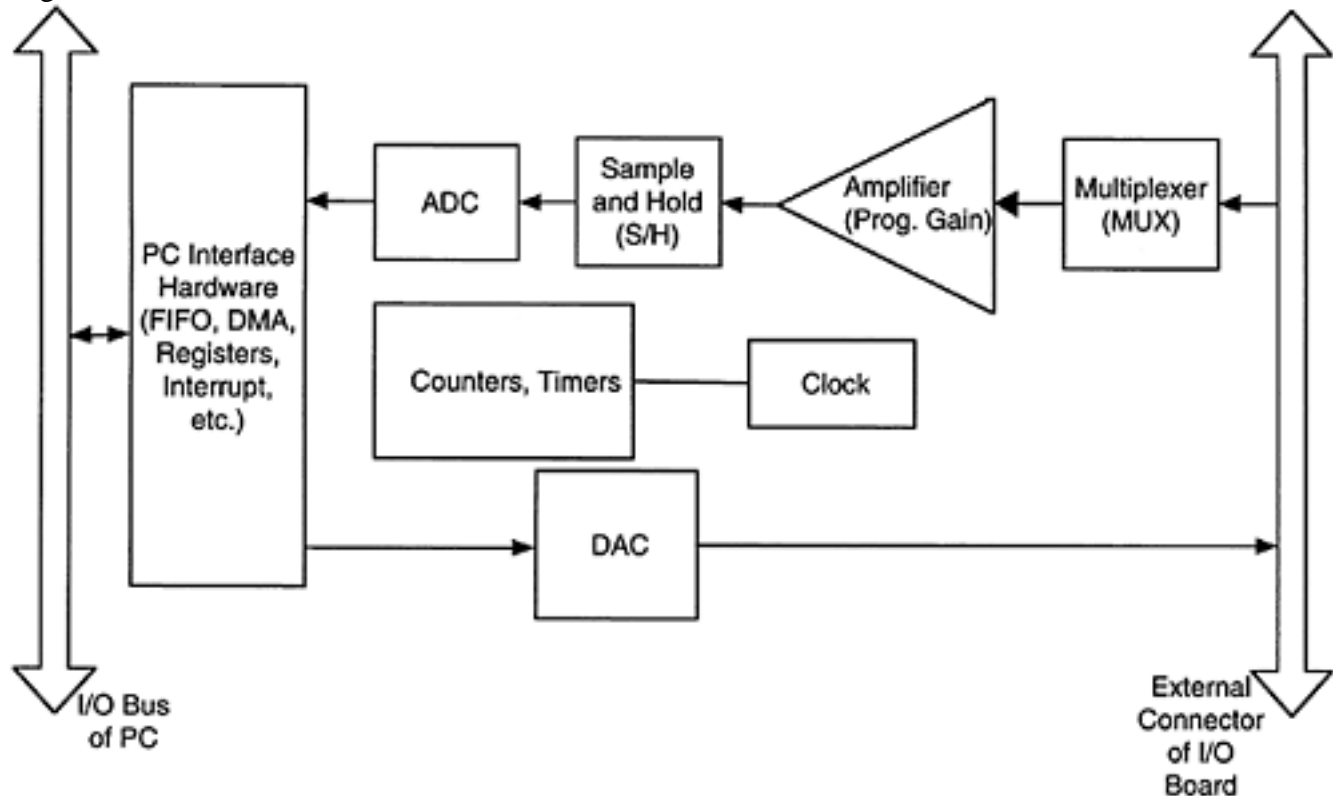 PC Interface
Hardware
(FIFO, DMA,
Registers,
Interrupt,
etc.)
ADC
Sample
and Hold
(S/H)
Amplifier
(Prog. Gain)
Multiplexer
(MUX)
Counters, Timers
Clock
DAC
I/O Bus
of PC
External
Connector
of I/O
Board